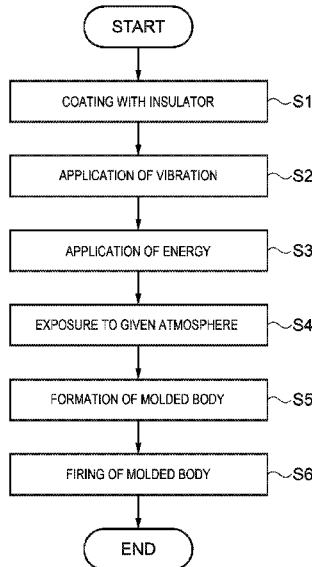 START
COATING WITH INSULATOR S1
APPLICATION OF VIBRATION S2
APPLICATION OF ENERGY S3
EXPOSURE TO GIVEN ATMOSPHERE S4
FORMATION OF MOLDED BODY S5
FIRING OF MOLDED BODY S6
END